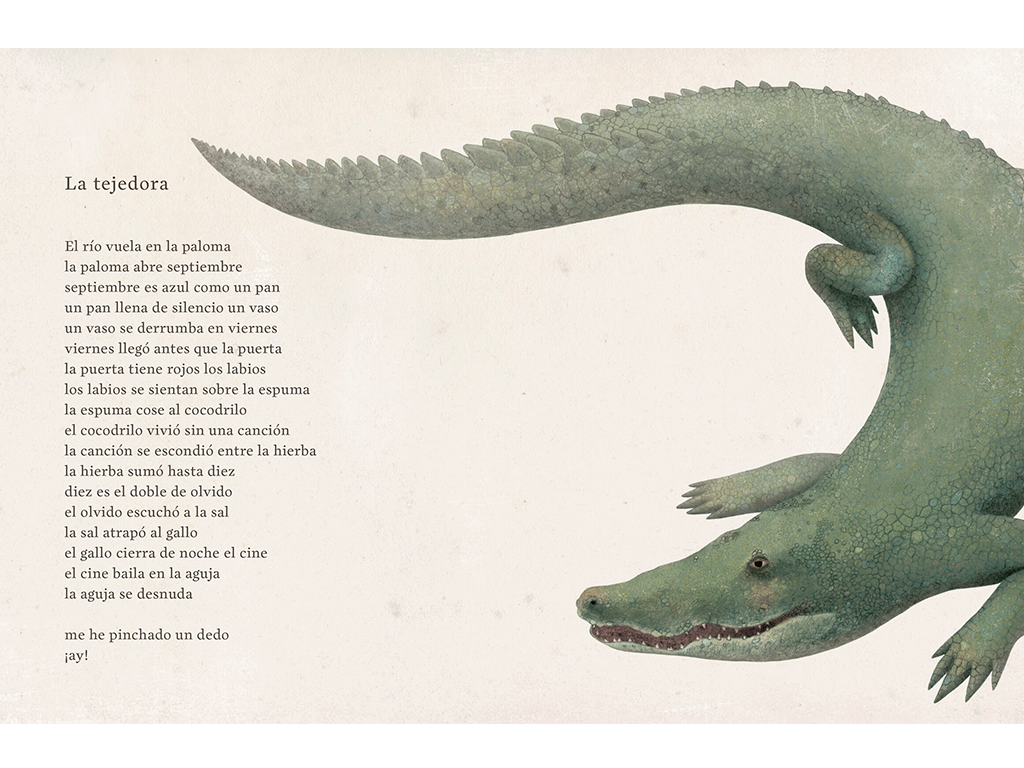 La tejedora
El río vuela en la paloma
la paloma abre septiembre
septiembre es azul como un pan
un pan llena de silencio un vaso
un vaso se derrumba en viernes
viernes llegó antes que la puerta
la puerta tiene rojos los labios
los labios se sientan sobre la espuma
la espuma cose al cocodrilo
el cocodrilo vivió sin una canción
la canción se escondió entre la hierba
la hierba sumó hasta diez
diez es el doble de olvido
el olvido escuchó a la sal
la sal atrapó al gallo
el gallo cierra de noche el cine
el cine baila en la aguja
la aguja se desnuda
me he pinchado un dedo
¡ay!